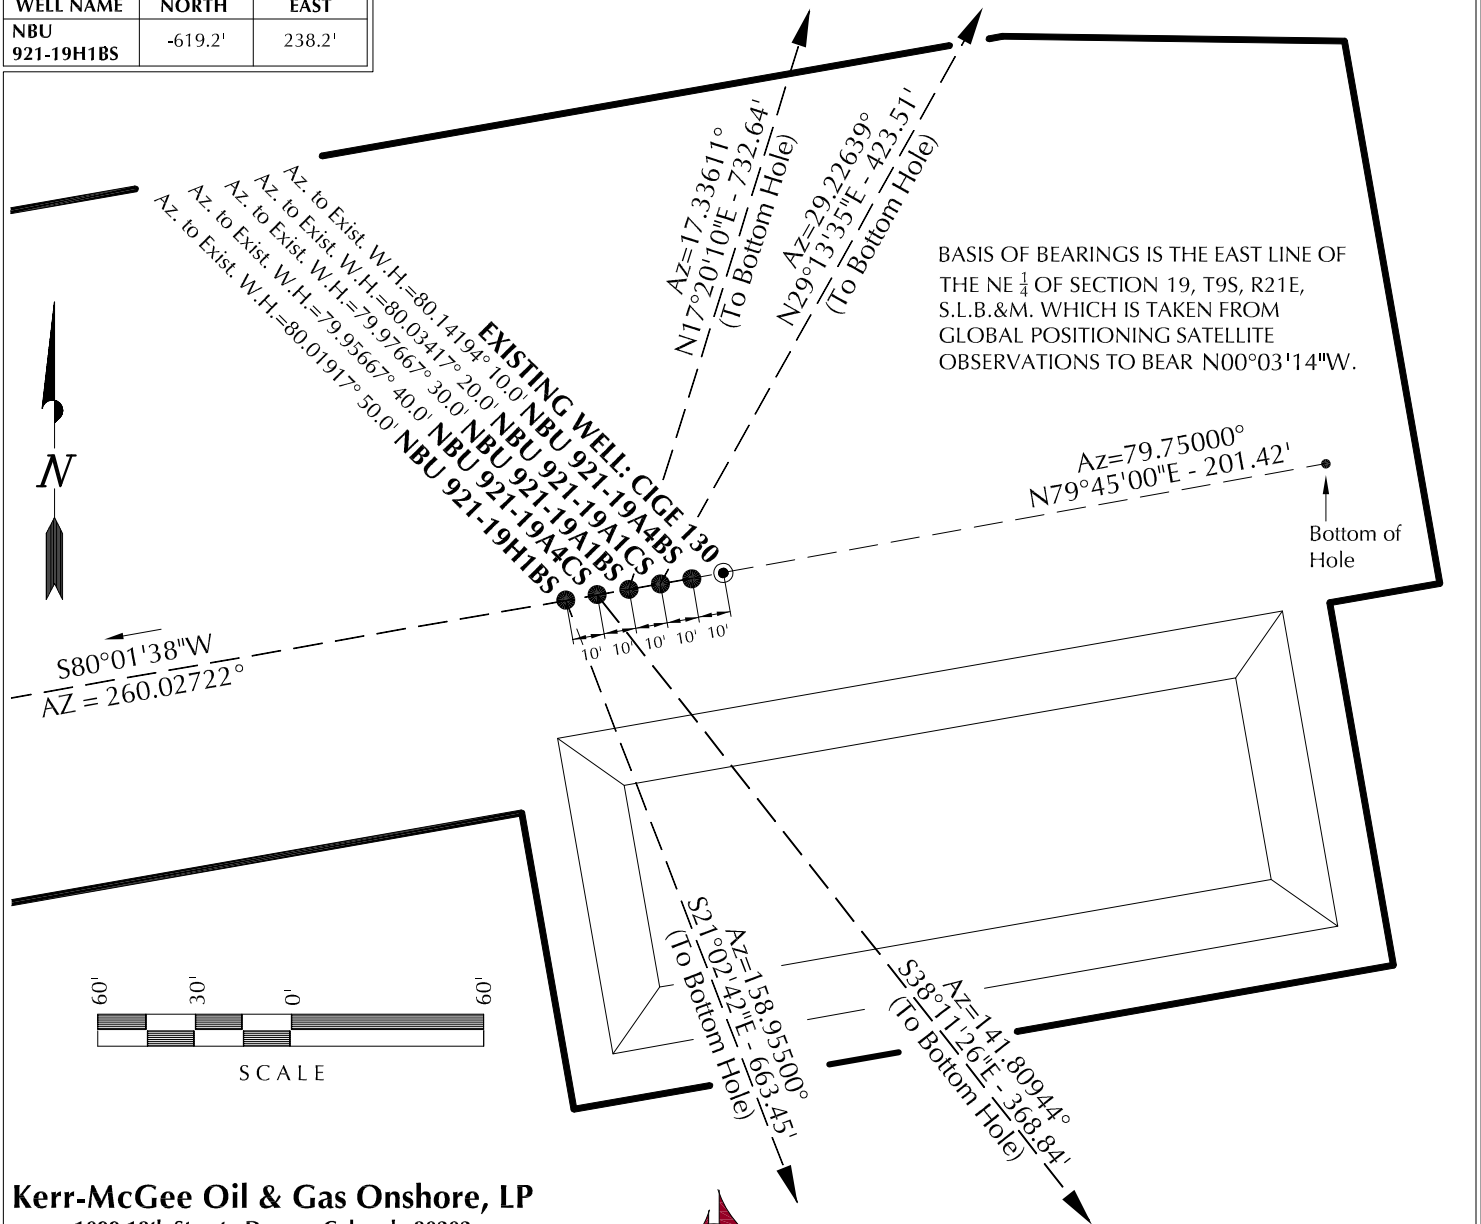 WELL NAME NORTH EAST
NBU 921-19H1BS -619.2' 238.2'
Az=17.33611°
N17°20'10"E - 732.64'
(To Bottom Hole)
Az=29.22639°
N29°13'35"E - 423.51'
(To Bottom Hole)
BASIS OF BEARINGS IS THE EAST LINE OF
THE NE 1/4 OF SECTION 19, T9S, R21E,
S.L.B.&M. WHICH IS TAKEN FROM
GLOBAL POSITIONING SATELLITE
OBSERVATIONS TO BEAR N00°03'14"W.
EXISTING WELL: CIGE 130
Az. to Exist. W.H.=80.14194° 10.0' NBU 921-19A4BS
Az. to Exist. W.H.=80.03417° 20.0' NBU 921-19A1CS
Az. to Exist. W.H.=79.97667° 30.0' NBU 921-19A1BS
Az. to Exist. W.H.=79.95667° 40.0' NBU 921-19A4CS
Az. to Exist. W.H.=80.01917° 50.0' NBU 921-19H1BS
N
Az=79.75000°
N79°45'00"E - 201.42'
Bottom of
Hole
10' 10' 10' 10' 10'
S80°01'38"W
AZ = 260.02722°
Az=158.95500°
S21°02'42"E - 663.45'
(To Bottom Hole)
Az=141.80944°
S38°11'26"E - 368.84'
(To Bottom Hole)
60' 30' 0' 60'
SCALE
Kerr-McGee Oil & Gas Onshore, LP